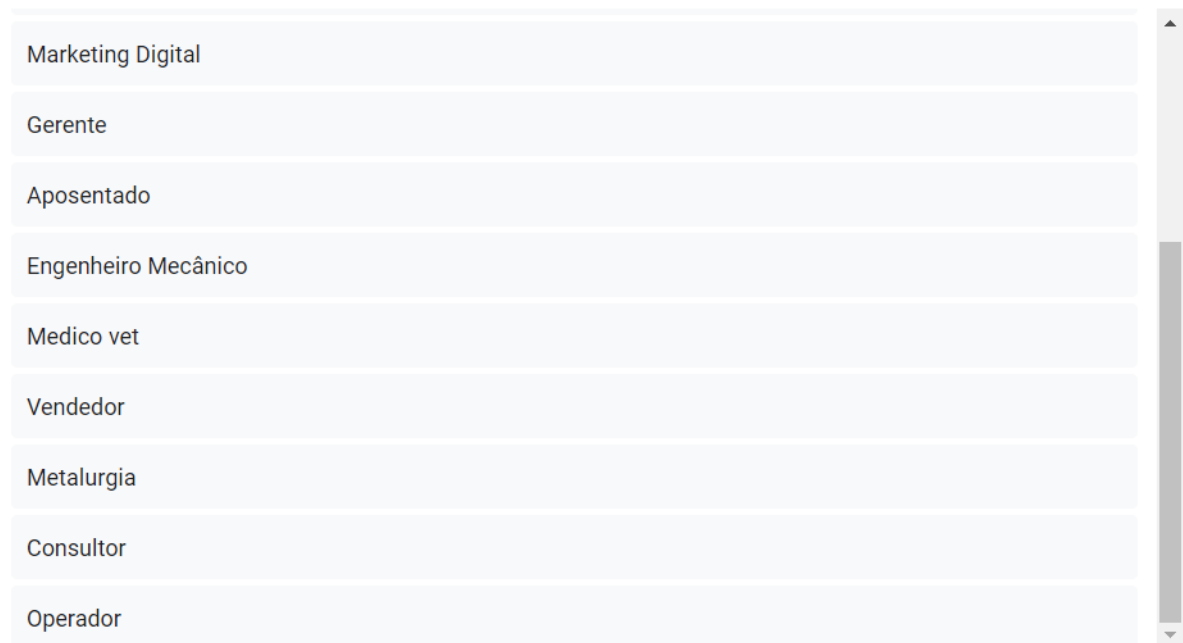 Marketing Digital
Gerente
Aposentado
Engenheiro Mecânico
Medico vet
Vendedor
Metalurgia
Consultor
Operador